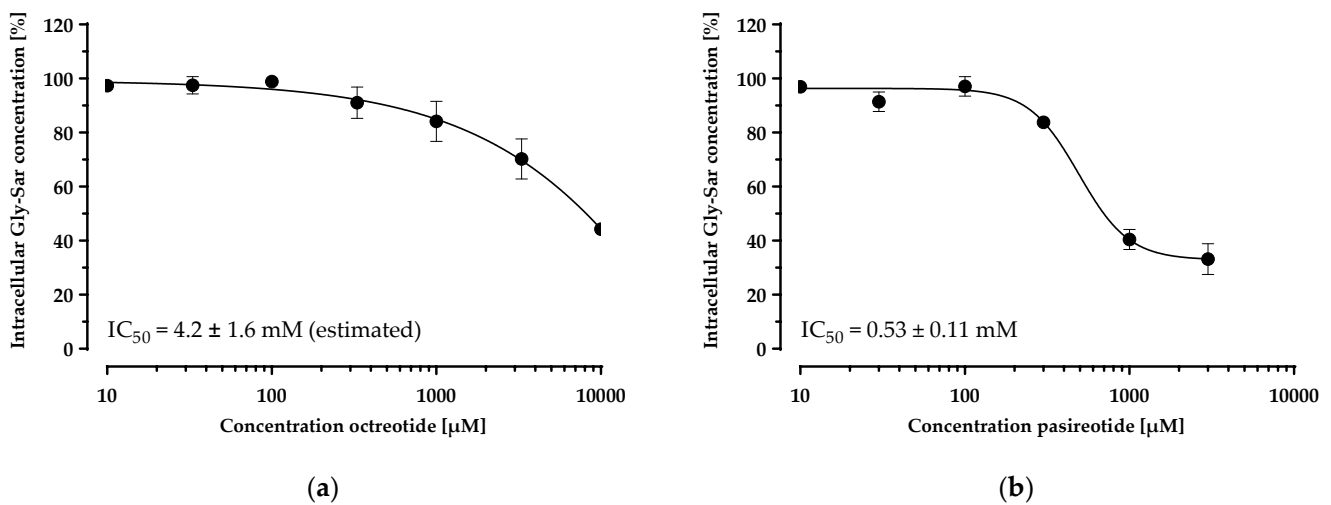 Intracellular Gly-Sar concentration [%]
120
100
80
60
40
20
0
IC50 = 4.2 ± 1.6 mM (estimated)
10
100
1000
10000
Concentration octreotide [µM]
(a)
Intracellular Gly-Sar concentration [%]
120
100
80
60
40
20
0
IC50 = 0.53 ± 0.11 mM
10
100
1000
10000
Concentration pasireotide [µM]
(b)